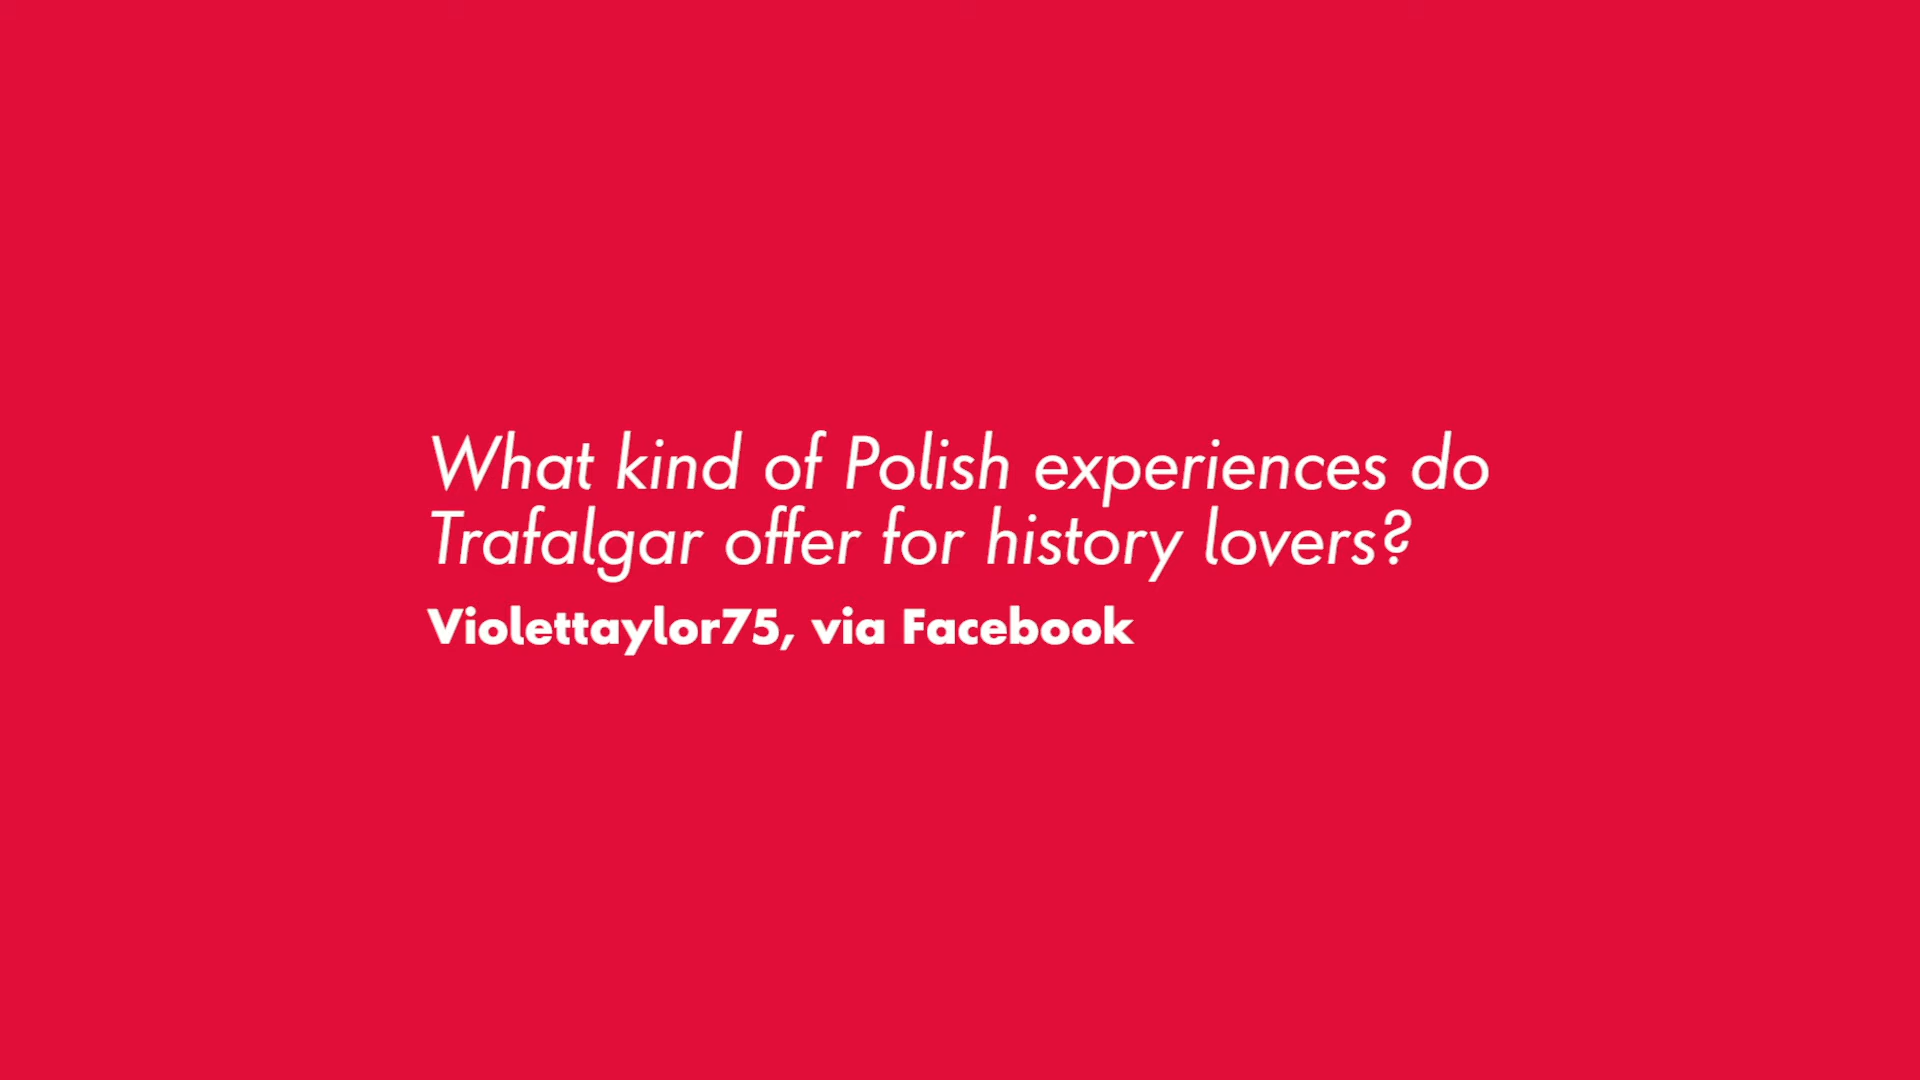 What kind of Polish experiences do
Trafalgar offer for history lovers?
Violettaylor75, via Facebook